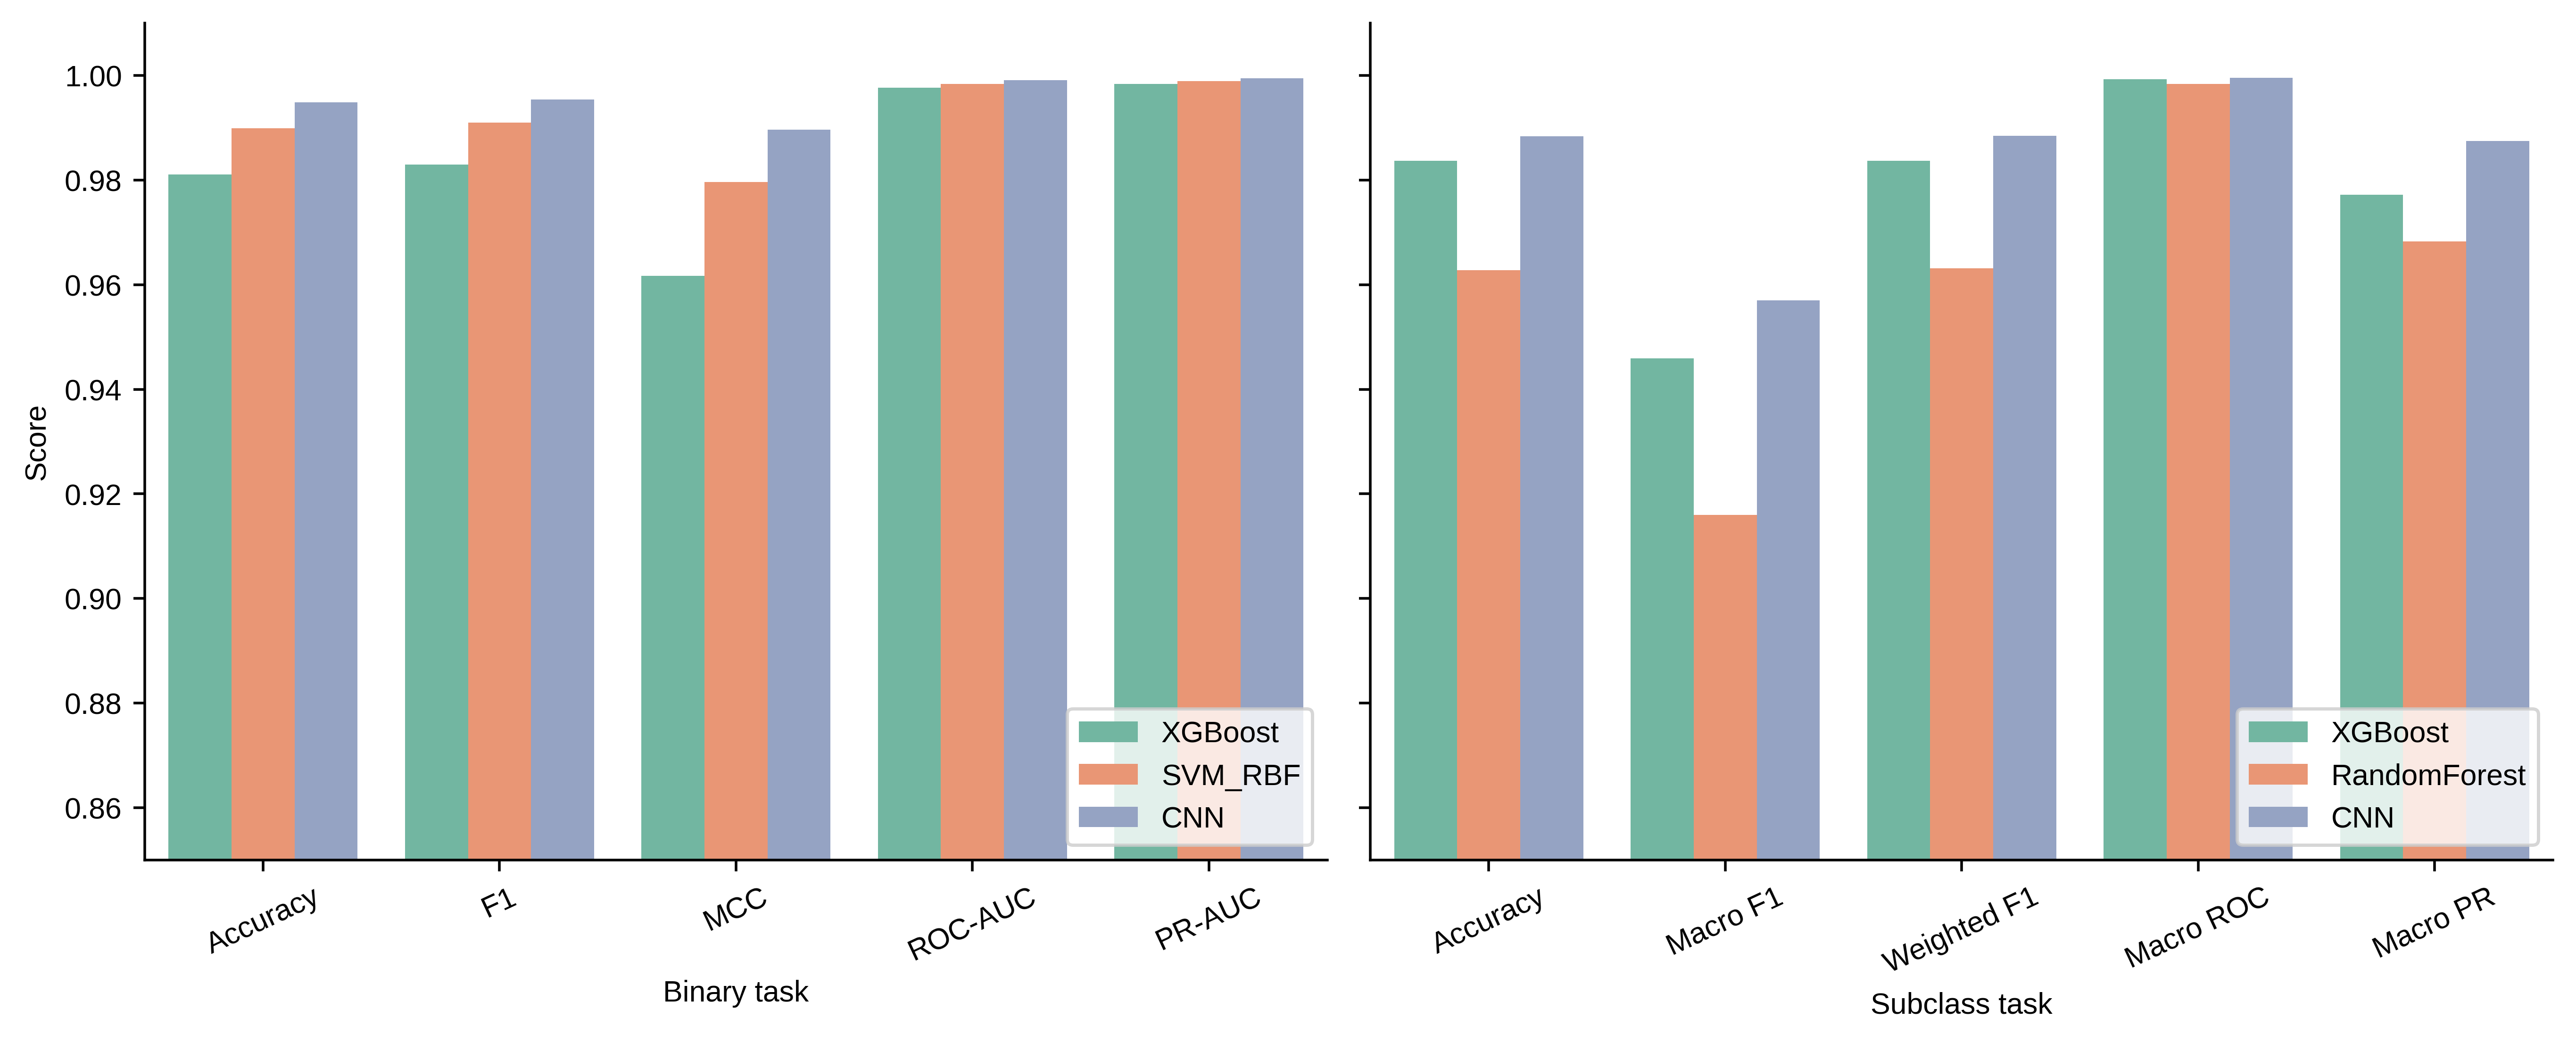 Score
1.00
0.98
0.96
0.94
0.92
0.90
0.88
0.86
XGBoost
SVM_RBF
CNN
Accuracy
F1
MCC
ROC-AUC
PR-AUC
Binary task
XGBoost
RandomForest
CNN
Accuracy
Macro F1
Weighted F1
Macro ROC
Macro PR
Subclass task